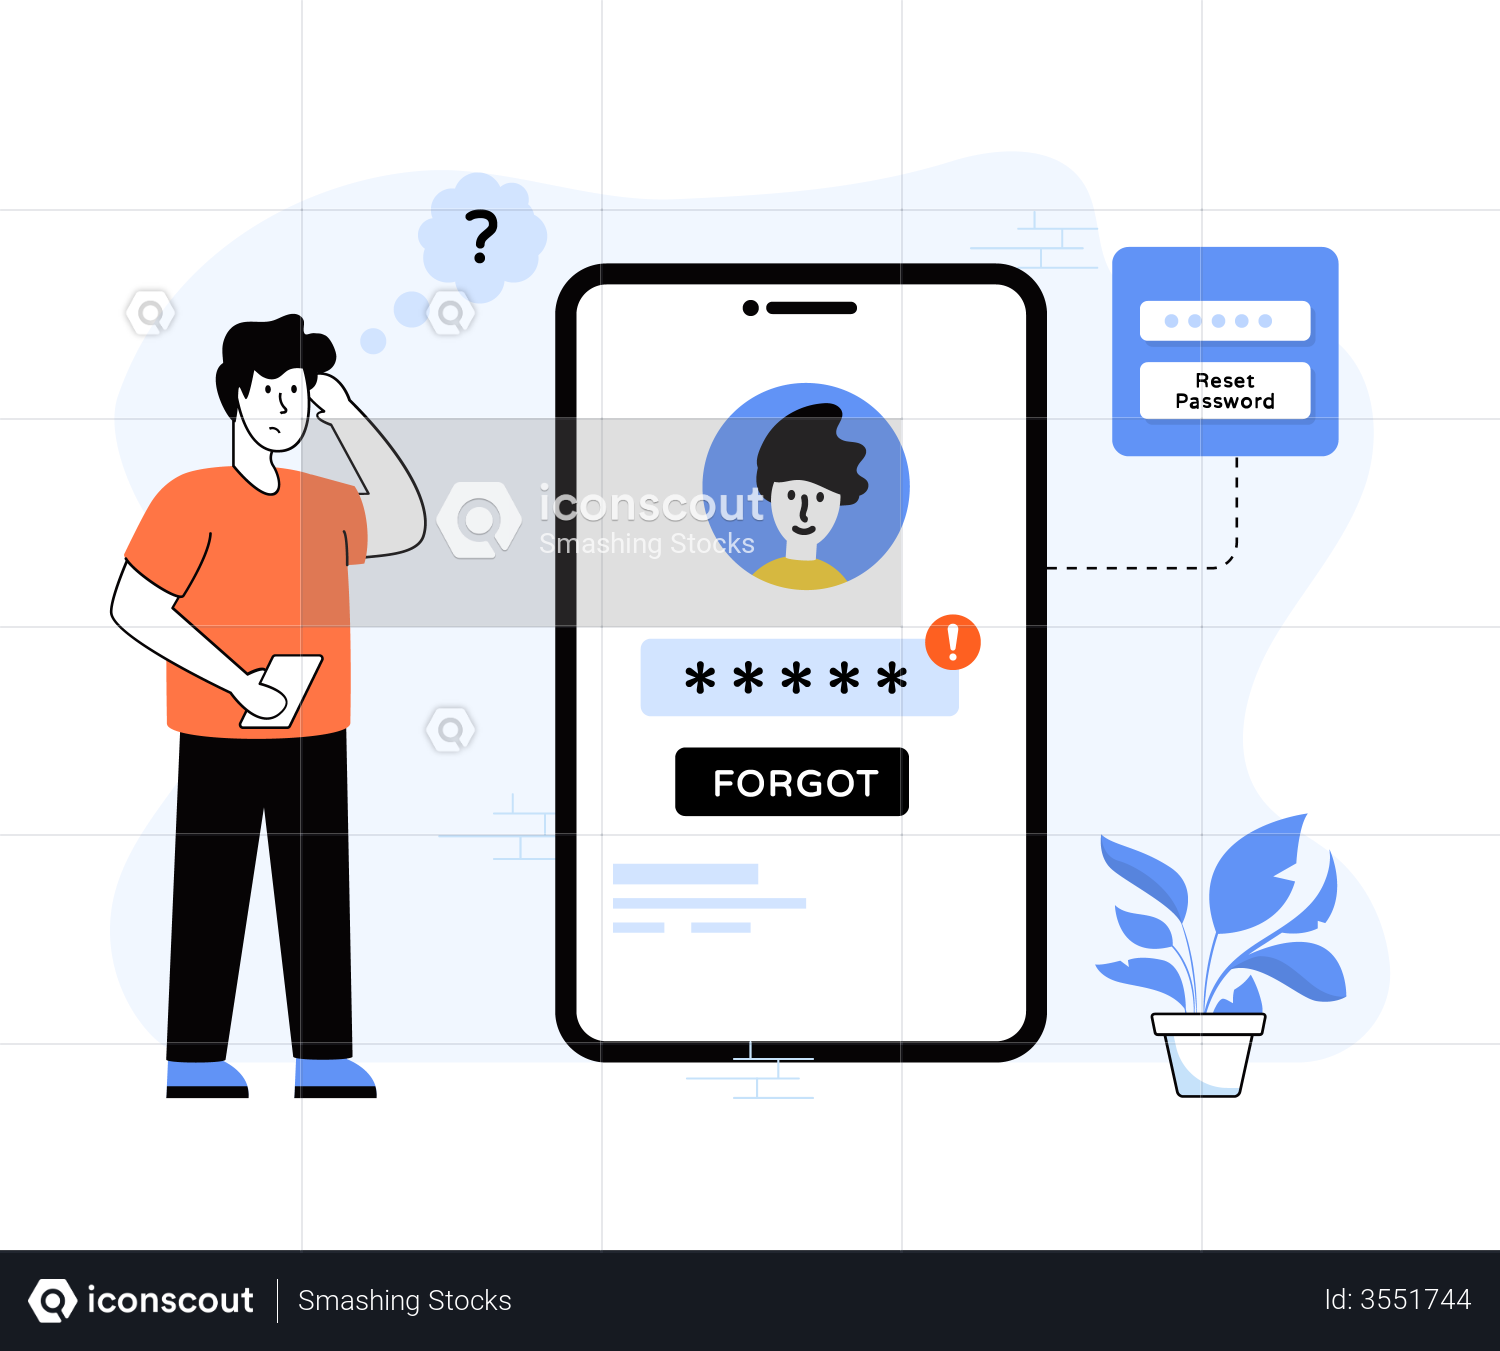 ?
Reset
Password
iconscout
Smashing Stocks
!
*****
FORGOT
iconscout
Smashing Stocks
Id: 3551744